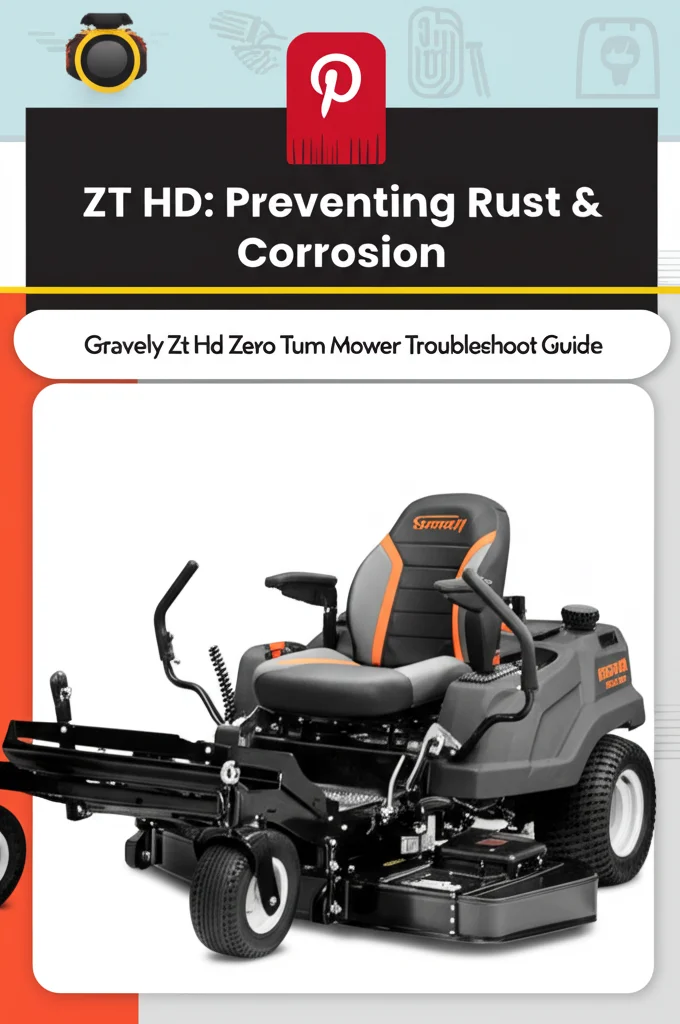 ZT HD: Preventing Rust &
Corrosion
Gravely Zt Hd Zero Tum Mower Troubleshoot Guide